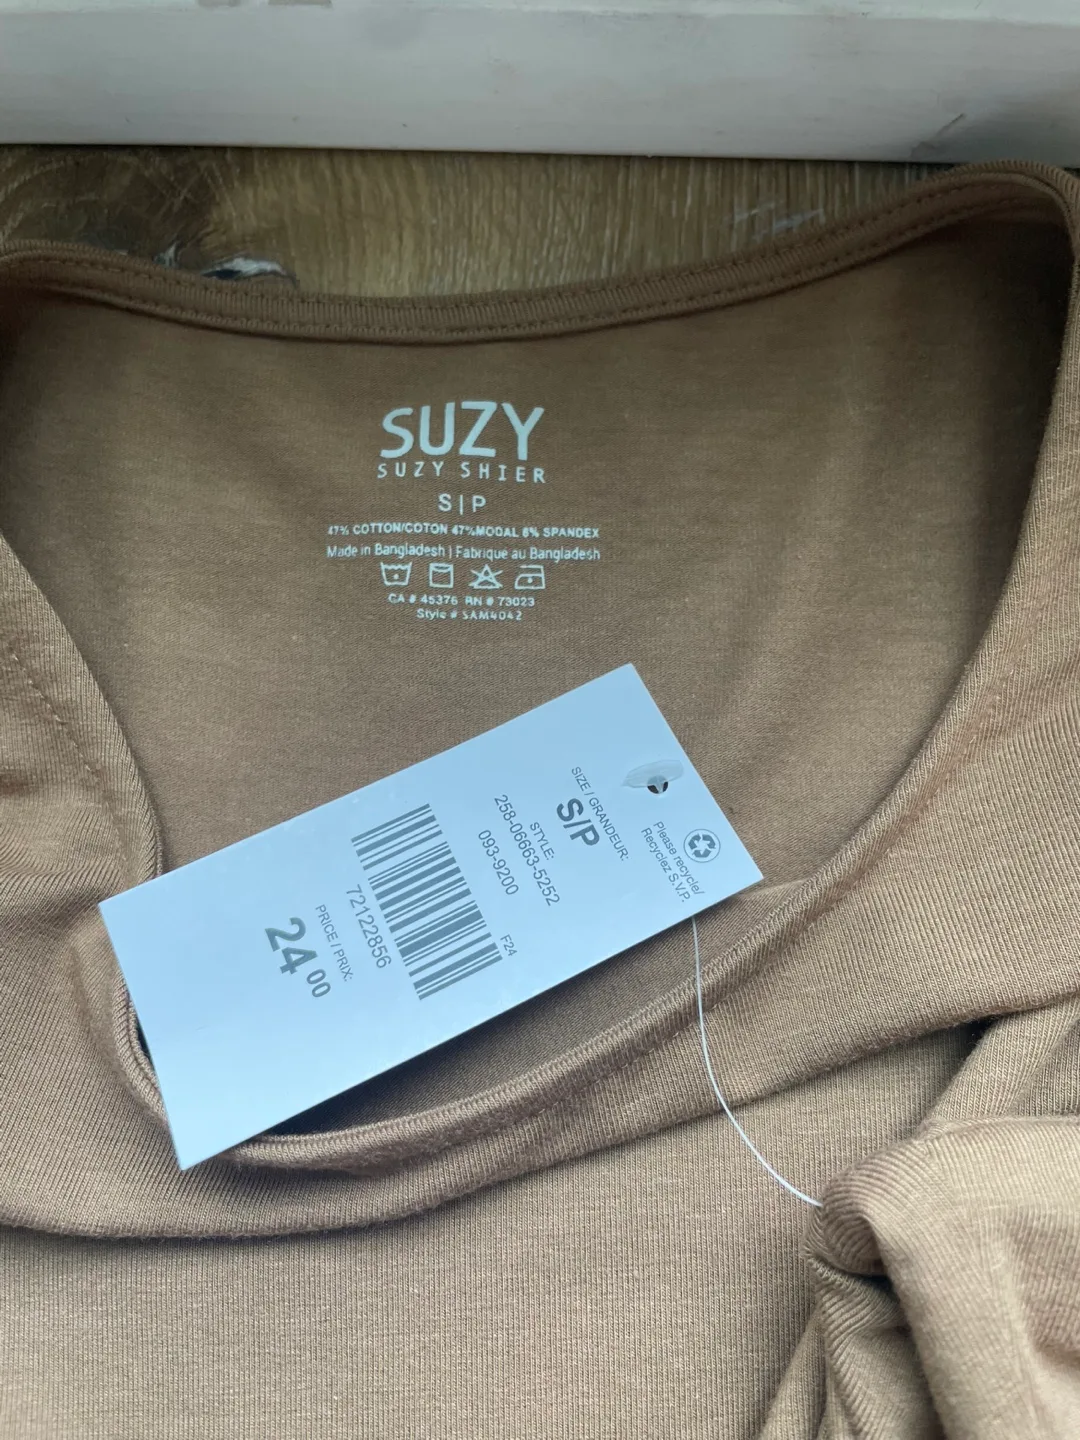 SUZY
SUZY SHIER
S|P
47% COTTON/COTON 47%MODAL 6% SPANDEX
Made in Bangladesh | Fabriqué au Bangladesh
CA # 45376 RN # 73023
Style # SAM4042
Please recycle/
Recyclez S.V.P.
SIZE / GRANDEUR:
S/P
STYLE:
258-06663-5252
093-9200
F24
72122856
PRICE / PRIX:
24 00